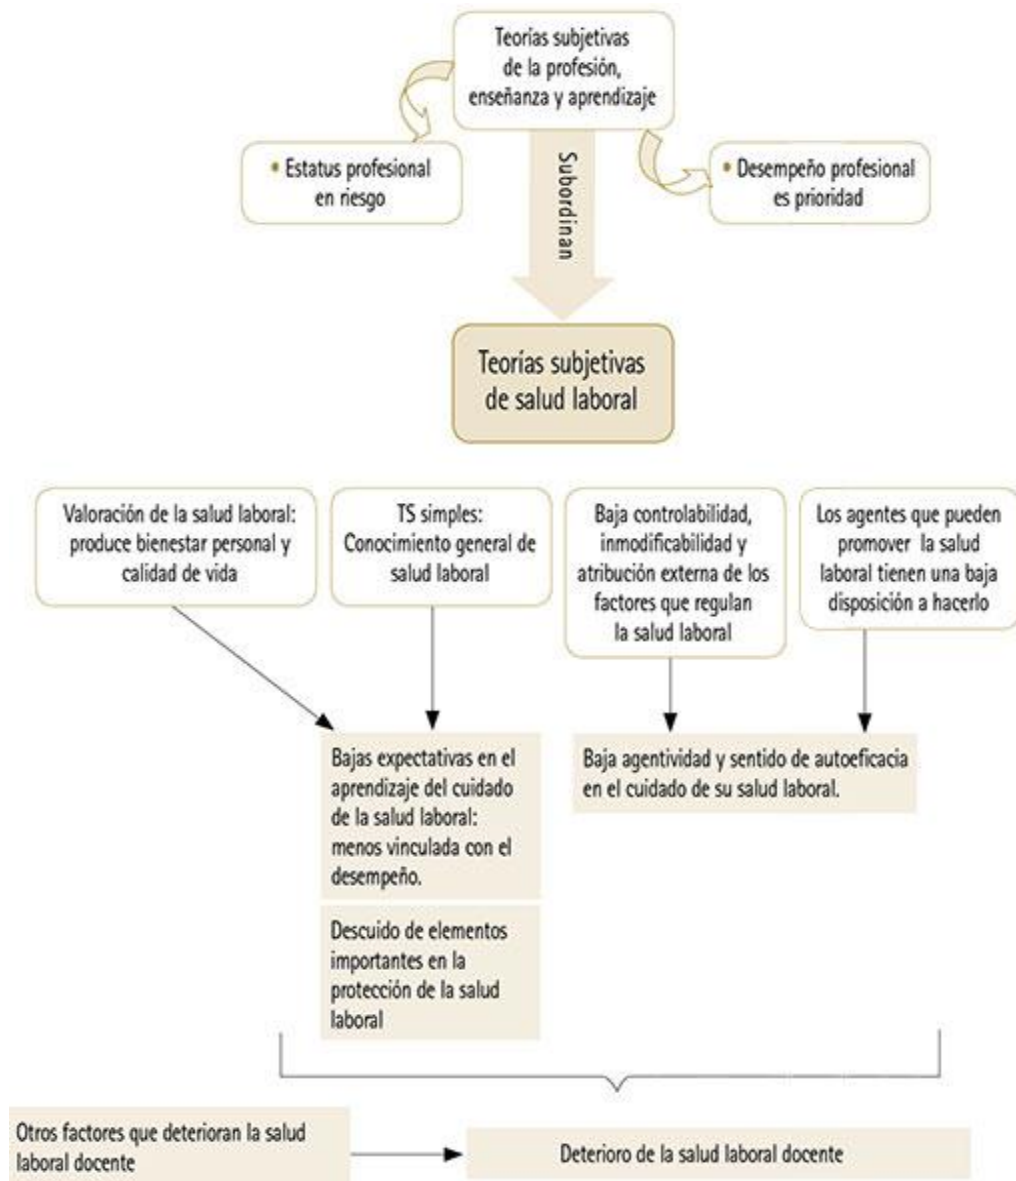 Teorías subjetivas
de la profesión,
enseñanza y aprendizaje
• Estatus profesional
en riesgo
Subordinan
• Desempeño profesional
es prioridad
Teorías subjetivas
de salud laboral
Valoración de la salud laboral:
produce bienestar personal y
calidad de vida
TS simples:
Conocimiento general de
salud laboral
Baja controlabilidad,
inmodificabilidad y
atribución externa de los
factores que regulan
la salud laboral
Los agentes que pueden
promover la salud
laboral tienen una baja
disposición a hacerlo
Bajas expectativas en el
aprendizaje del cuidado
de la salud laboral:
menos vinculada con el
desempeño.
Baja agentividad y sentido de autoeficacia
en el cuidado de su salud laboral.
Descuido de elementos
importantes en la
protección de la salud
laboral
Otros factores que deterioran la salud
laboral docente
Deterioro de la salud laboral docente